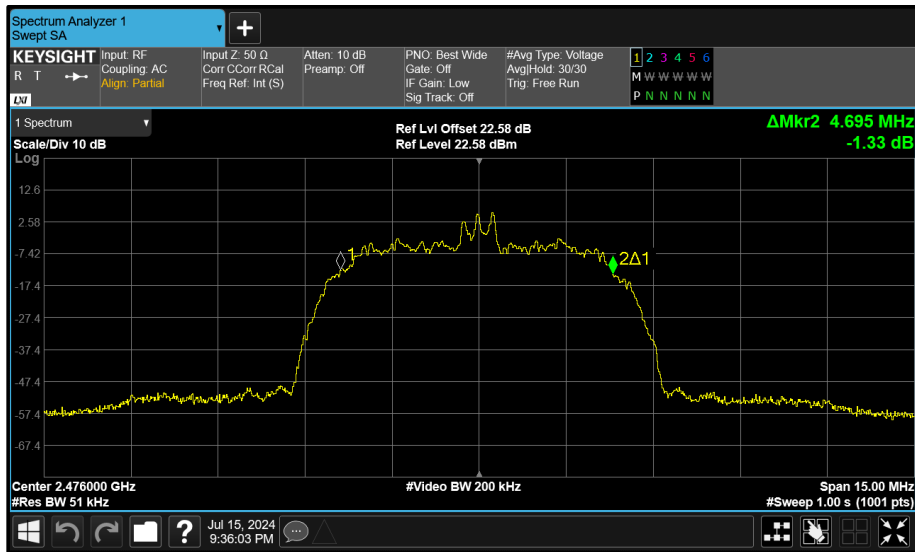 Spectrum Analyzer 1
Swept SA
+
KEYSIGHT
R T
LXI
Input: RF
Coupling: AC
Align: Partial
Input Z: 50 Ω
Corr CCorr RCal
Freq Ref: Int (S)
Atten: 10 dB
Preamp: Off
PNO: Best Wide
Gate: Off
IF Gain: Low
Sig Track: Off
#Avg Type: Voltage
Avg|Hold: 30/30
Trig: Free Run
1 2 3 4 5 6
M W W W W W
P N N N N N
1 Spectrum
Scale/Div 10 dB
Ref Lvl Offset 22.58 dB
Ref Level 22.58 dBm
ΔMkr2 4.695 MHz
-1.33 dB
Log
12.6
2.58
-7.42
-17.4
-27.4
-37.4
-47.4
-57.4
-67.4
1
2Δ1
Center 2.476000 GHz
#Res BW 51 kHz
#Video BW 200 kHz
Span 15.00 MHz
#Sweep 1.00 s (1001 pts)
?
Jul 15, 2024
9:36:03 PM